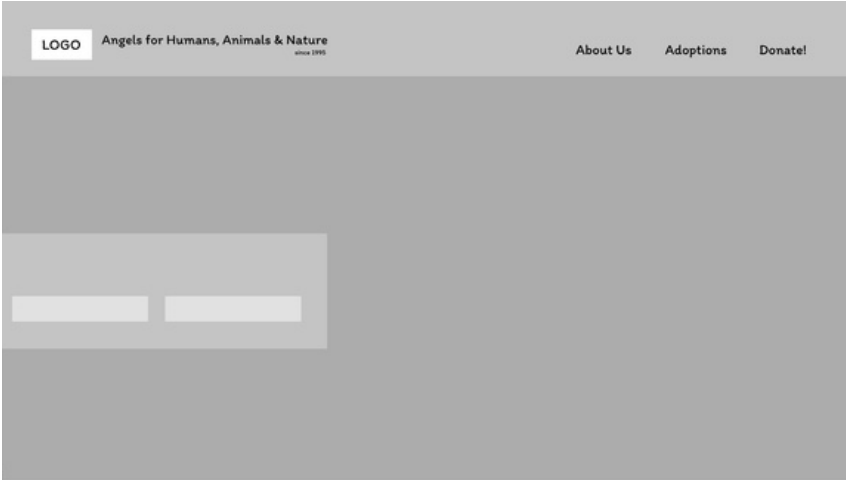 LOGO
Angels for Humans, Animals & Nature
since 1995
About Us
Adoptions
Donate!